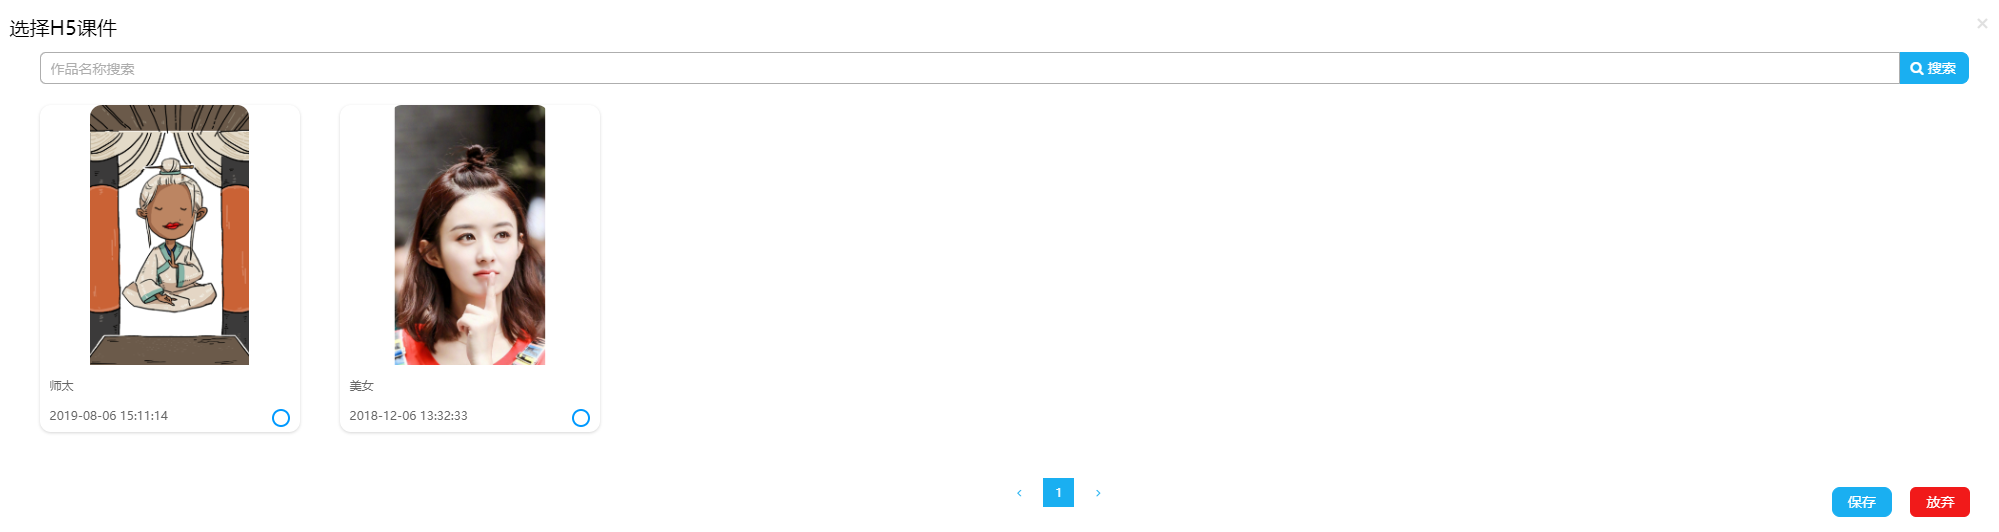 选择H5课件
×
作品名称搜索
搜索
师太
2019-08-06 15:11:14
美女
2018-12-06 13:32:33
‹ 1 ›
保存
放弃